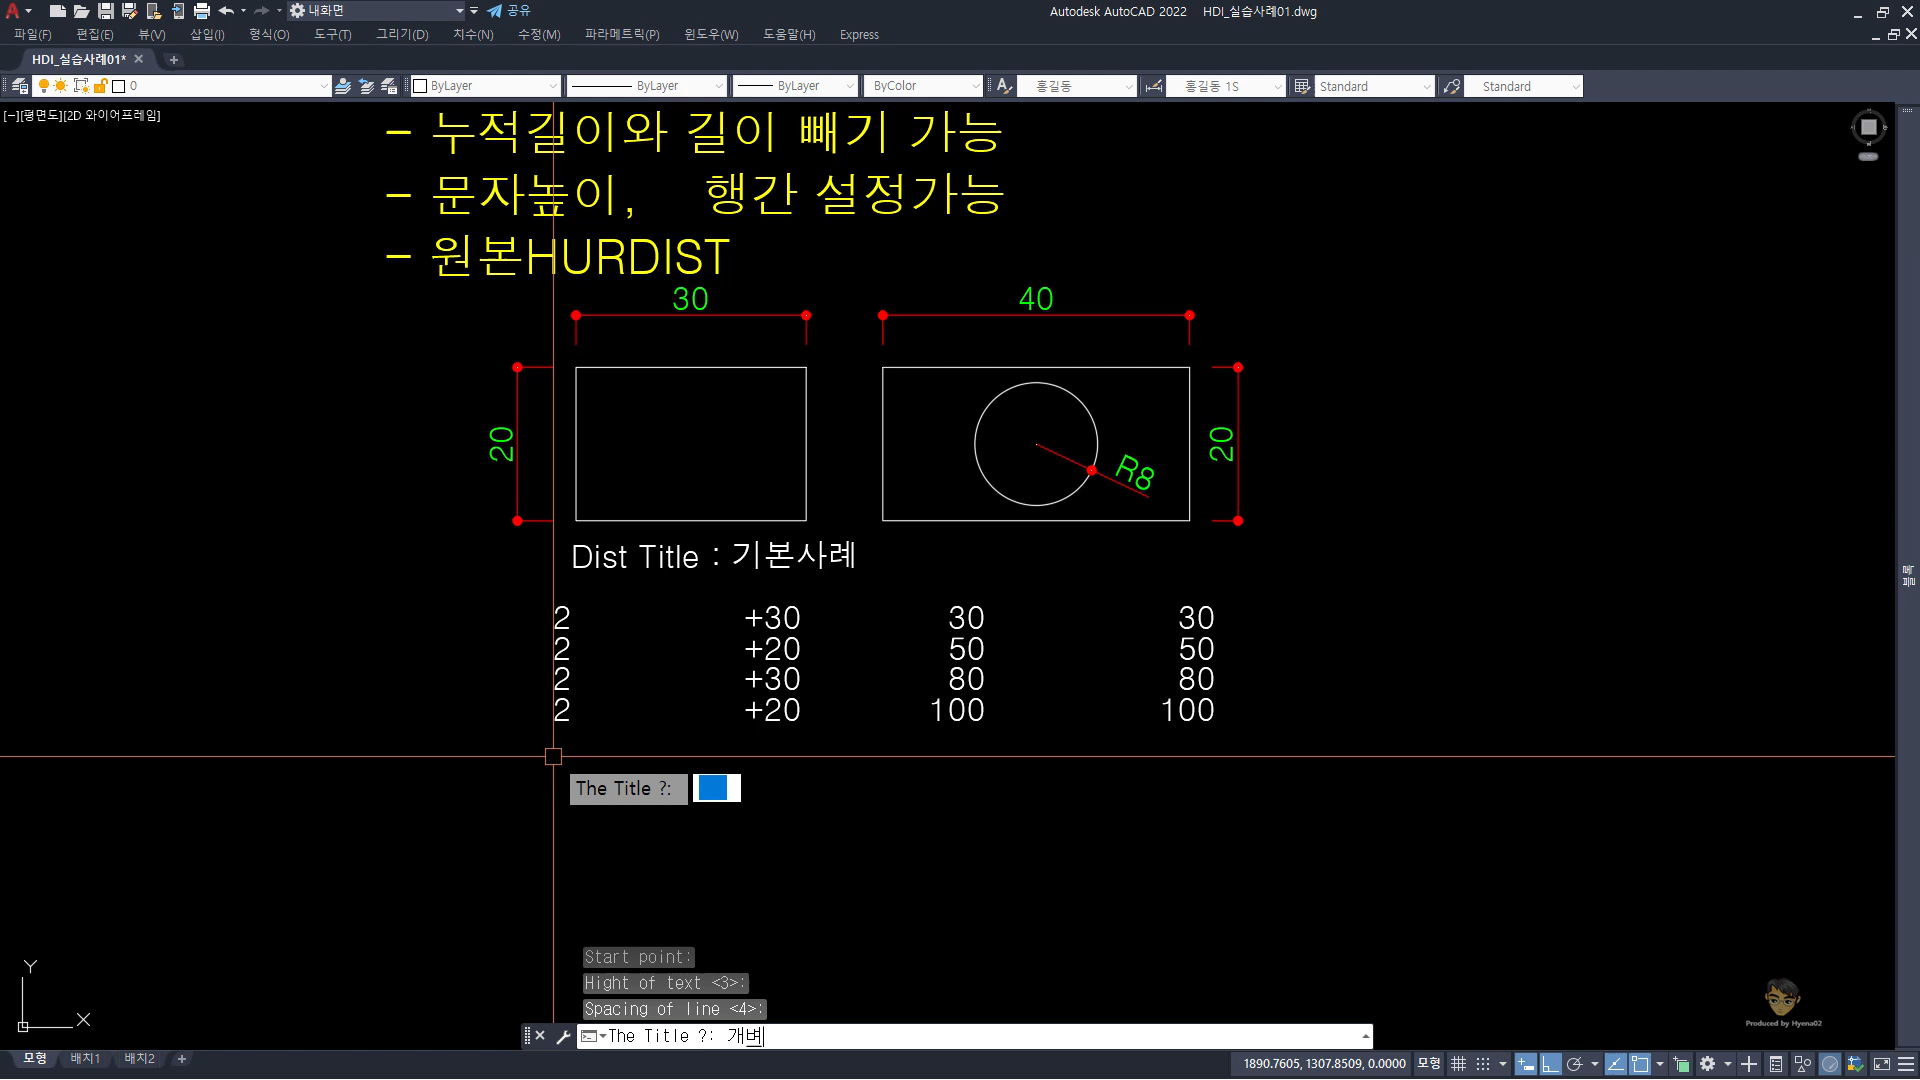 내화면
공유
Autodesk AutoCAD 2022 HDI_실습사례01.dwg
파일(F) 편집(E) 뷰(V) 삽입(I) 형식(O) 도구(T) 그리기(D) 치수(N) 수정(M) 파라메트릭(P) 윈도우(W) 도움말(H) Express
HDI_실습사례01*
0 ByLayer ByLayer ByLayer ByColor 홍길동 홍길동 1S Standard Standard
[−][평면도][2D 와이어프레임]
- 누적길이와 길이 빼기 가능
- 문자높이, 행간 설정가능
- 원본HURDIST
30 40
20 R8 20
Dist Title : 기본사례
2 +30 30 30
2 +20 50 50
2 +30 80 80
2 +20 100 100
The Title ?:
Start point:
Hight of text <3>:
Spacing of line <4>:
The Title ?: 개벼
Y
X
Produced by Hyena02
모형 배치1 배치2
1890.7605, 1307.8509, 0.0000 모형